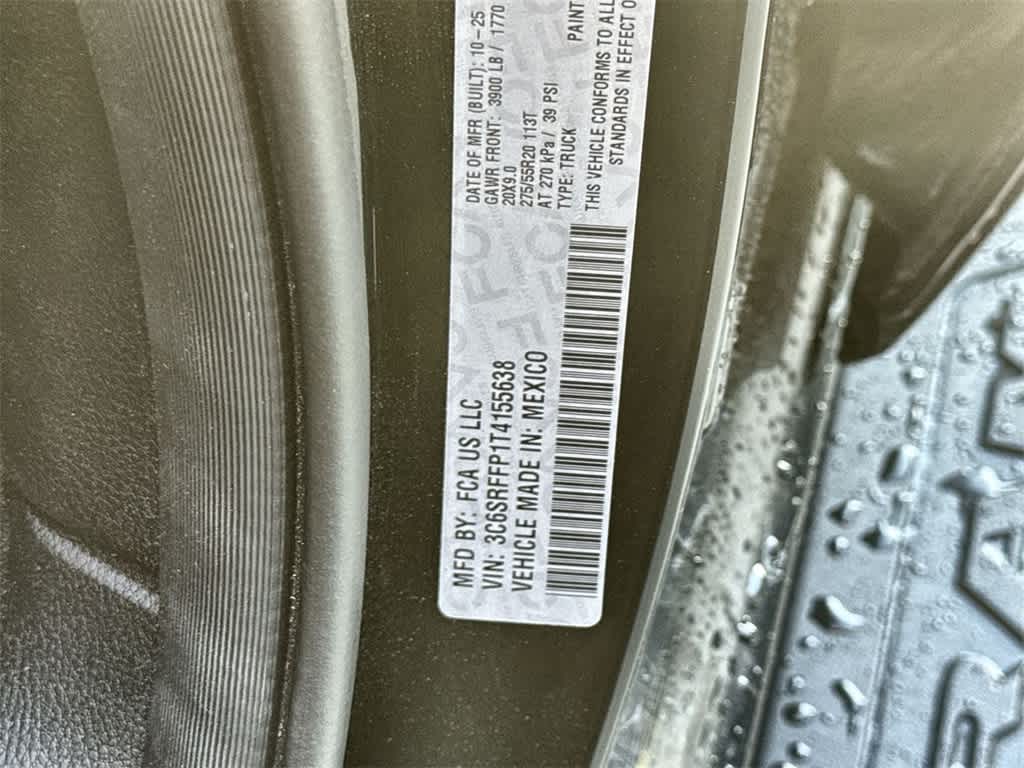 MFD BY: FCA US LLC
VIN: 3C6SRFFP1T4155638
VEHICLE MADE IN: MEXICO
DATE OF MFR (BUILT): 10-25
GAWR FRONT: 3900 LB / 1770
20X9.0
275/55R20 113T
AT 270 kPa / 39 PSI
TYPE: TRUCK PAINT
THIS VEHICLE CONFORMS TO ALL
STANDARDS IN EFFECT O
RAM